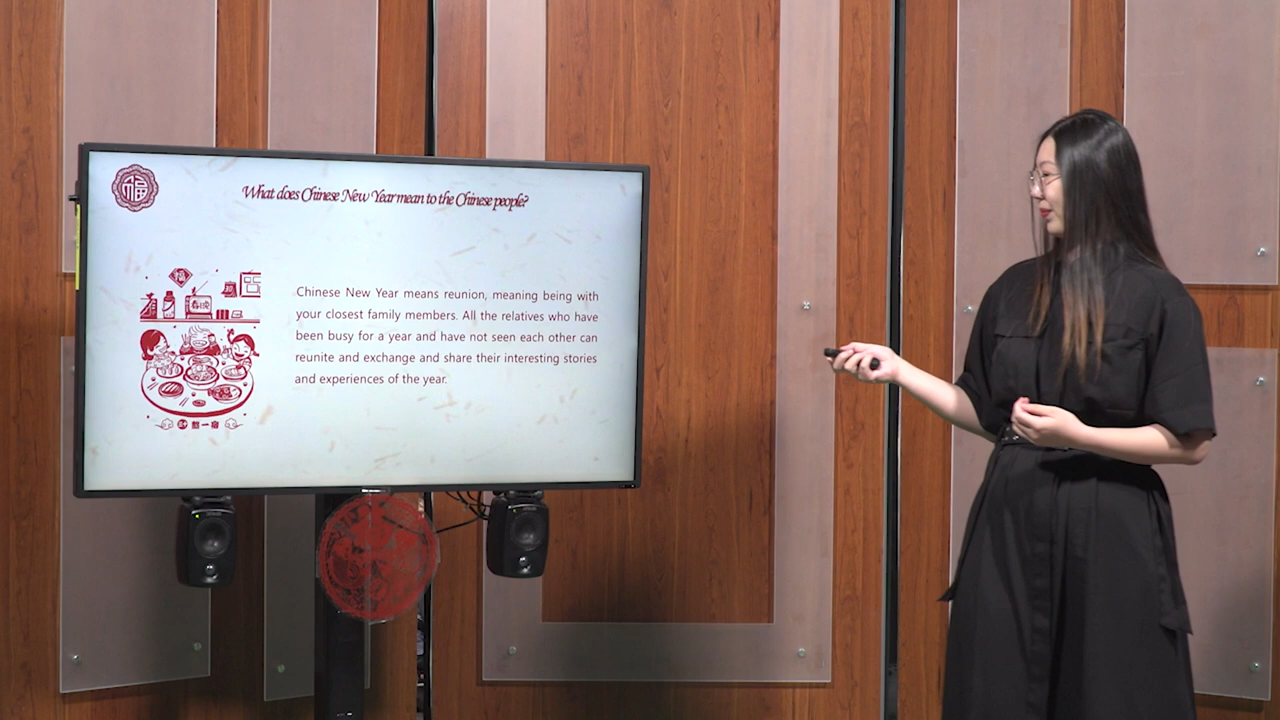 福
What does Chinese New Year mean to the Chinese people?
福
Chinese New Year means reunion, meaning being with
your closest family members. All the relatives who have
been busy for a year and have not seen each other can
reunite and exchange and share their interesting stories
and experiences of the year.